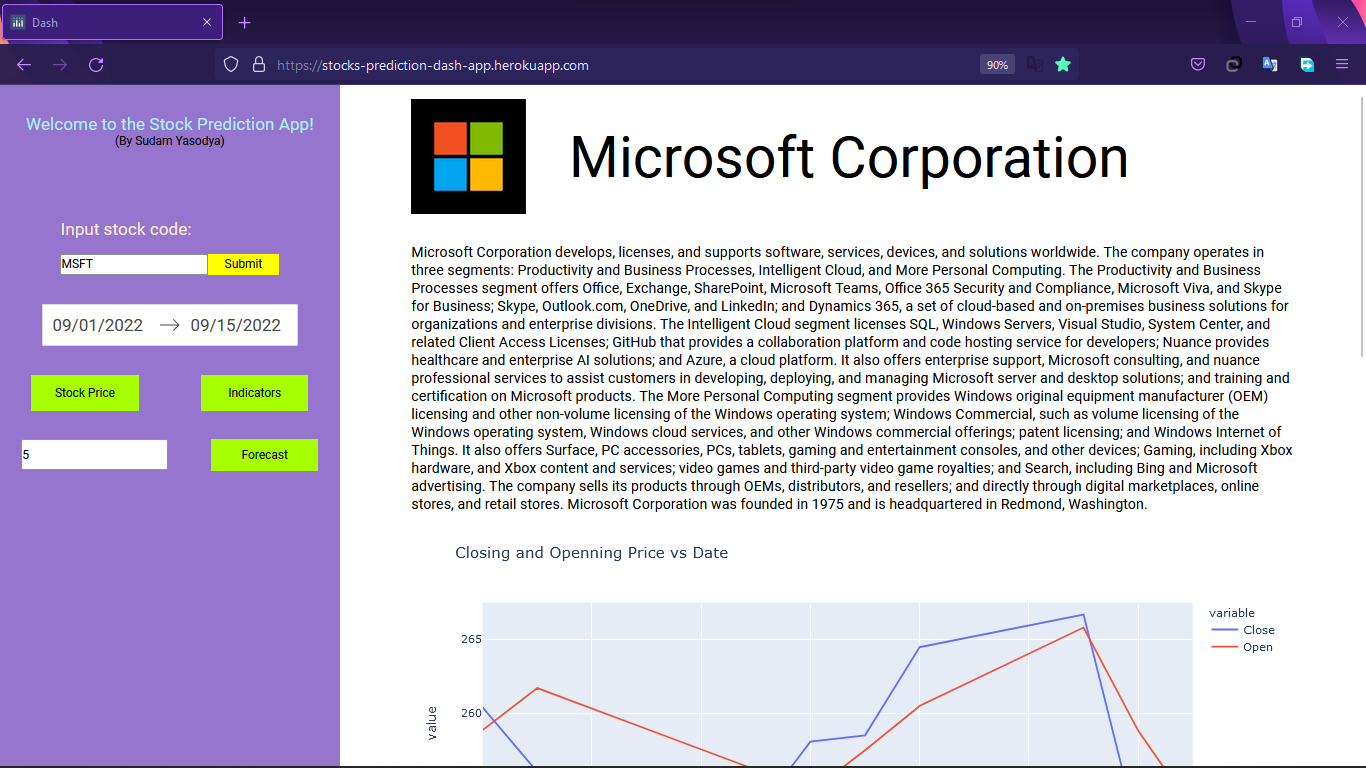 Dash
https://stocks-prediction-dash-app.herokuapp.com
90%
Welcome to the Stock Prediction App!
(By Sudam Yasodya)
Input stock code:
MSFT
Submit
09/01/2022
09/15/2022
Stock Price
Indicators
5
Forecast
Microsoft Corporation
Microsoft Corporation develops, licenses, and supports software, services, devices, and solutions worldwide. The company operates in
three segments: Productivity and Business Processes, Intelligent Cloud, and More Personal Computing. The Productivity and Business
Processes segment offers Office, Exchange, SharePoint, Microsoft Teams, Office 365 Security and Compliance, Microsoft Viva, and Skype
for Business; Skype, Outlook.com, OneDrive, and LinkedIn; and Dynamics 365, a set of cloud-based and on-premises business solutions for
organizations and enterprise divisions. The Intelligent Cloud segment licenses SQL, Windows Servers, Visual Studio, System Center, and
related Client Access Licenses; GitHub that provides a collaboration platform and code hosting service for developers; Nuance provides
healthcare and enterprise AI solutions; and Azure, a cloud platform. It also offers enterprise support, Microsoft consulting, and nuance
professional services to assist customers in developing, deploying, and managing Microsoft server and desktop solutions; and training and
certification on Microsoft products. The More Personal Computing segment provides Windows original equipment manufacturer (OEM)
licensing and other non-volume licensing of the Windows operating system; Windows Commercial, such as volume licensing of the
Windows operating system, Windows cloud services, and other Windows commercial offerings; patent licensing; and Windows Internet of
Things. It also offers Surface, PC accessories, PCs, tablets, gaming and entertainment consoles, and other devices; Gaming, including Xbox
hardware, and Xbox content and services; video games and third-party video game royalties; and Search, including Bing and Microsoft
advertising. The company sells its products through OEMs, distributors, and resellers; and directly through digital marketplaces, online
stores, and retail stores. Microsoft Corporation was founded in 1975 and is headquartered in Redmond, Washington.
Closing and Openning Price vs Date
265
260
value
variable
Close
Open